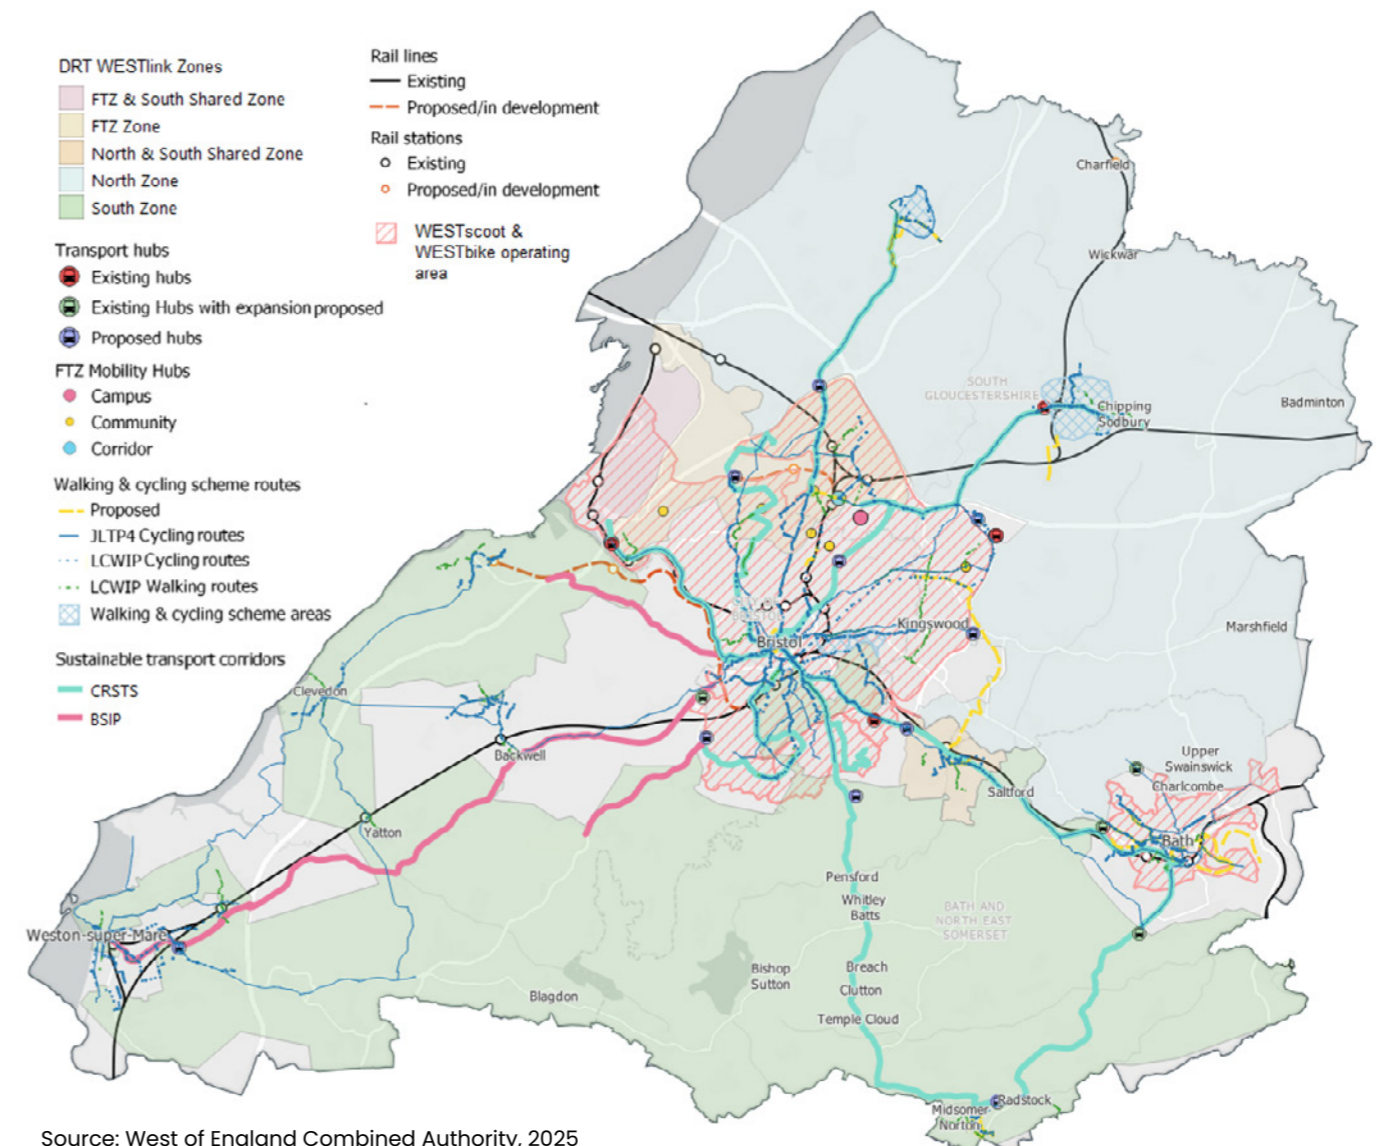 DRT WESTlink Zones
FTZ & South Shared Zone
FTZ Zone
North & South Shared Zone
North Zone
South Zone
Transport hubs
Existing hubs
Existing Hubs with expansion proposed
Proposed hubs
FTZ Mobility Hubs
Campus
Community
Corridor
Walking & cycling scheme routes
Proposed
JLTP4 Cycling routes
LCWIP Cycling routes
LCWIP Walking routes
Walking & cycling scheme areas
Sustainable transport corridors
CRSTS
BSIP
Rail lines
Existing
Proposed/in development
Rail stations
Existing
Proposed/in development
WESTscoot &
WESTbike operating
area
Charfield
Wickwar
SOUTH
GLOUCESTERSHIRE
Chipping
Sodbury
Badminton
Kingswood
Marshfield
BRISTOL
Bristol
Clevedon
Backwell
Yatton
Upper
Swainswick
Charlcombe
Saltford
Bath
Pensford
Whitley
Batts
BATH AND
NORTH EAST
SOMERSET
Weston-super-Mare
Bishop
Sutton
Breach
Clutton
Blagdon
Temple Cloud
Midsomer
Norton
Radstock
Source: West of England Combined Authority, 2025